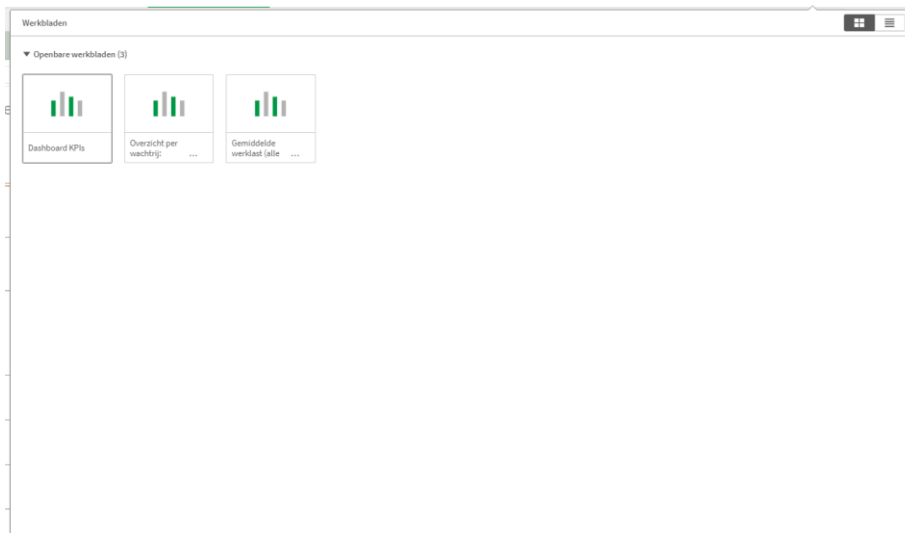 Werkbladen
Openbare werkbladen (3)
Dashboard KPIs
Overzicht per
wachtrij: ...
Gemiddelde
werklast (alle ...